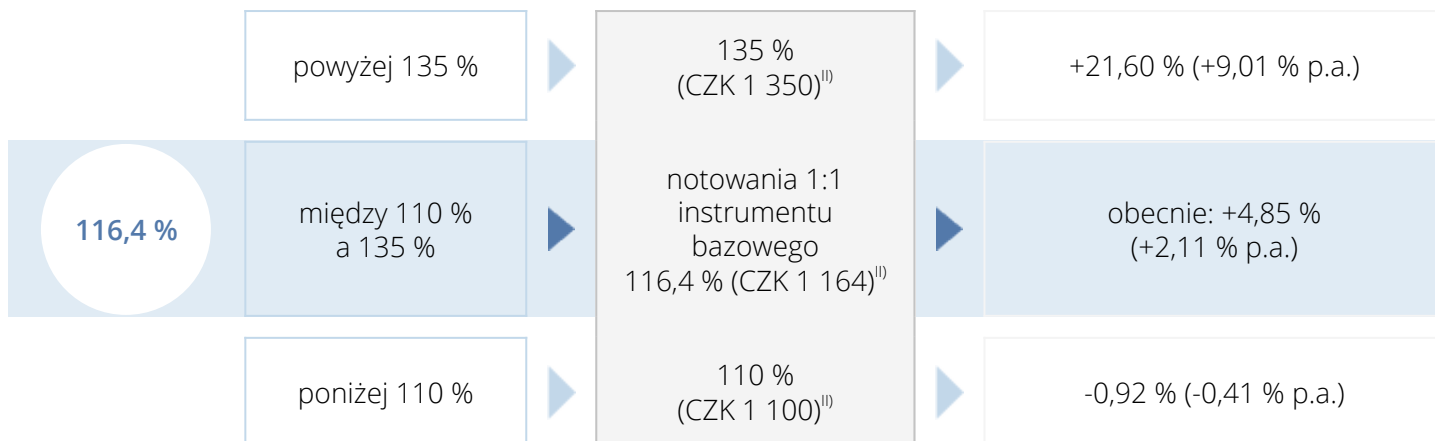 powyżej 135 %
135 %
(CZK 1 350)II)
+21,60 % (+9,01 % p.a.)
116,4 %
między 110 %
a 135 %
notowania 1:1
instrumentu
bazowego
116,4 % (CZK 1 164)II)
obecnie: +4,85 %
(+2,11 % p.a.)
poniżej 110 %
110 %
(CZK 1 100)II)
-0,92 % (-0,41 % p.a.)